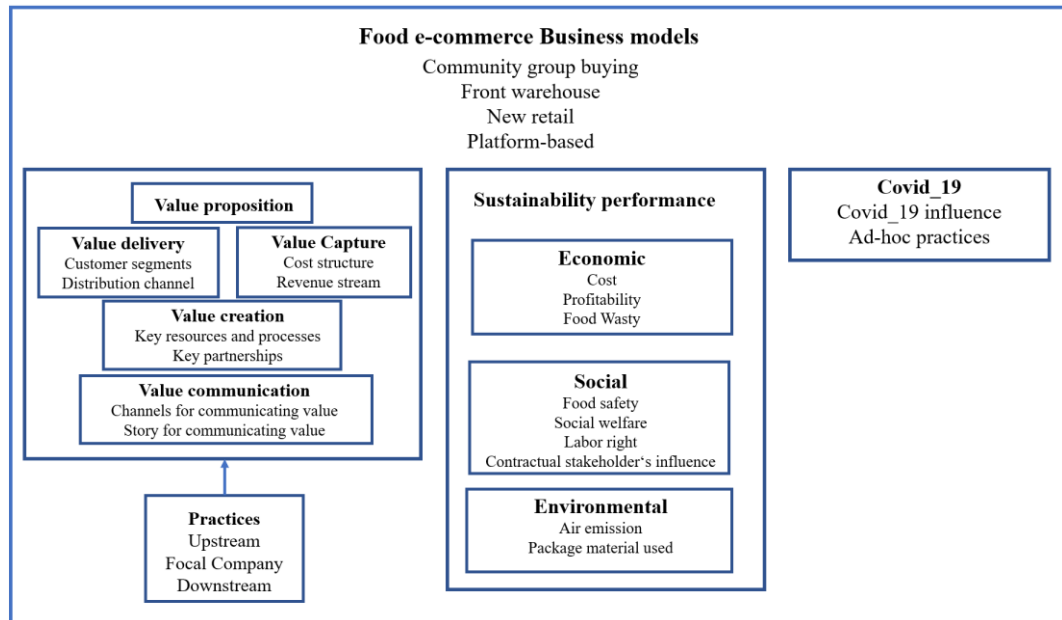 Food e-commerce Business models
Community group buying
Front warehouse
New retail
Platform-based
Value proposition
Value delivery
Customer segments
Distribution channel
Value Capture
Cost structure
Revenue stream
Value creation
Key resources and processes
Key partnerships
Value communication
Channels for communicating value
Story for communicating value
Practices
Upstream
Focal Company
Downstream
Sustainability performance
Economic
Cost
Profitability
Food Wasty
Social
Food safety
Social welfare
Labor right
Contractual stakeholder‘s influence
Environmental
Air emission
Package material used
Covid_19
Covid_19 influence
Ad-hoc practices